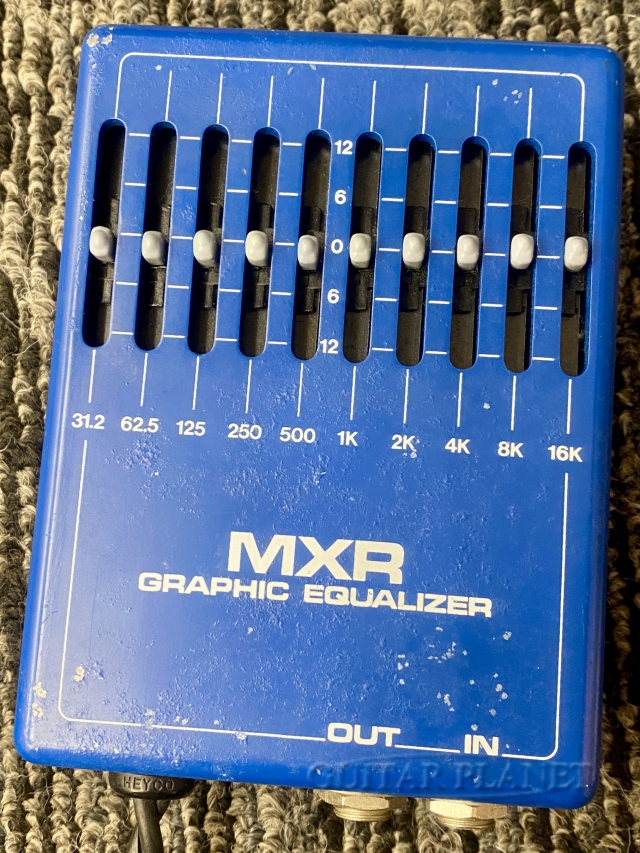 12
6
0
6
12
31.2 62.5 125 250 500 1K 2K 4K 8K 16K
MXR
GRAPHIC EQUALIZER
OUT IN
GUITAR PLANET
HEYCO